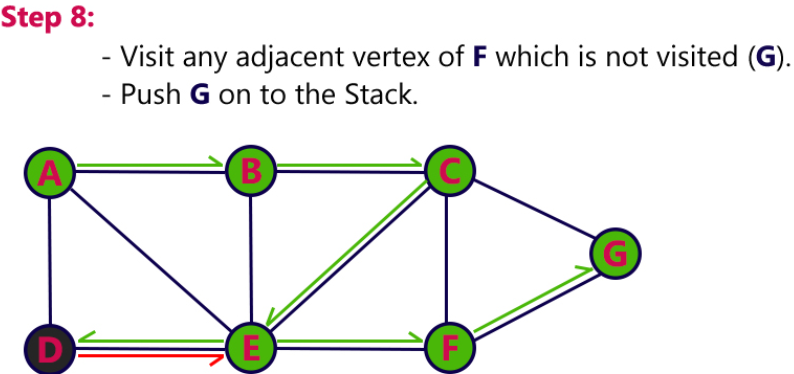 Step 8:
- Visit any adjacent vertex of F which is not visited (G).
- Push G on to the Stack.
A
B
C
G
D
E
F